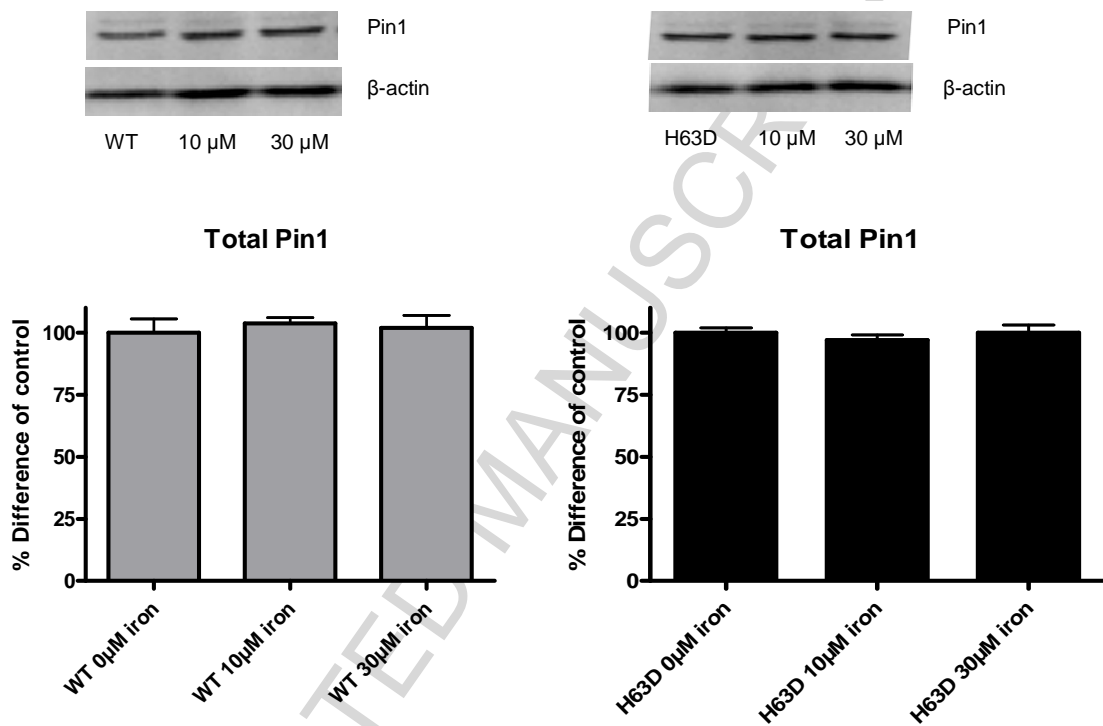 Pin1
β-actin
WT 10 µM 30 µM
Pin1
β-actin
H63D 10 µM 30 µM
Total Pin1
% Difference of control
100
75
50
25
0
WT 0µM iron
WT 10µM iron
WT 30µM iron
Total Pin1
% Difference of control
100
75
50
25
0
H63D 0µM iron
H63D 10µM iron
H63D 30µM iron
TED MANUSCR